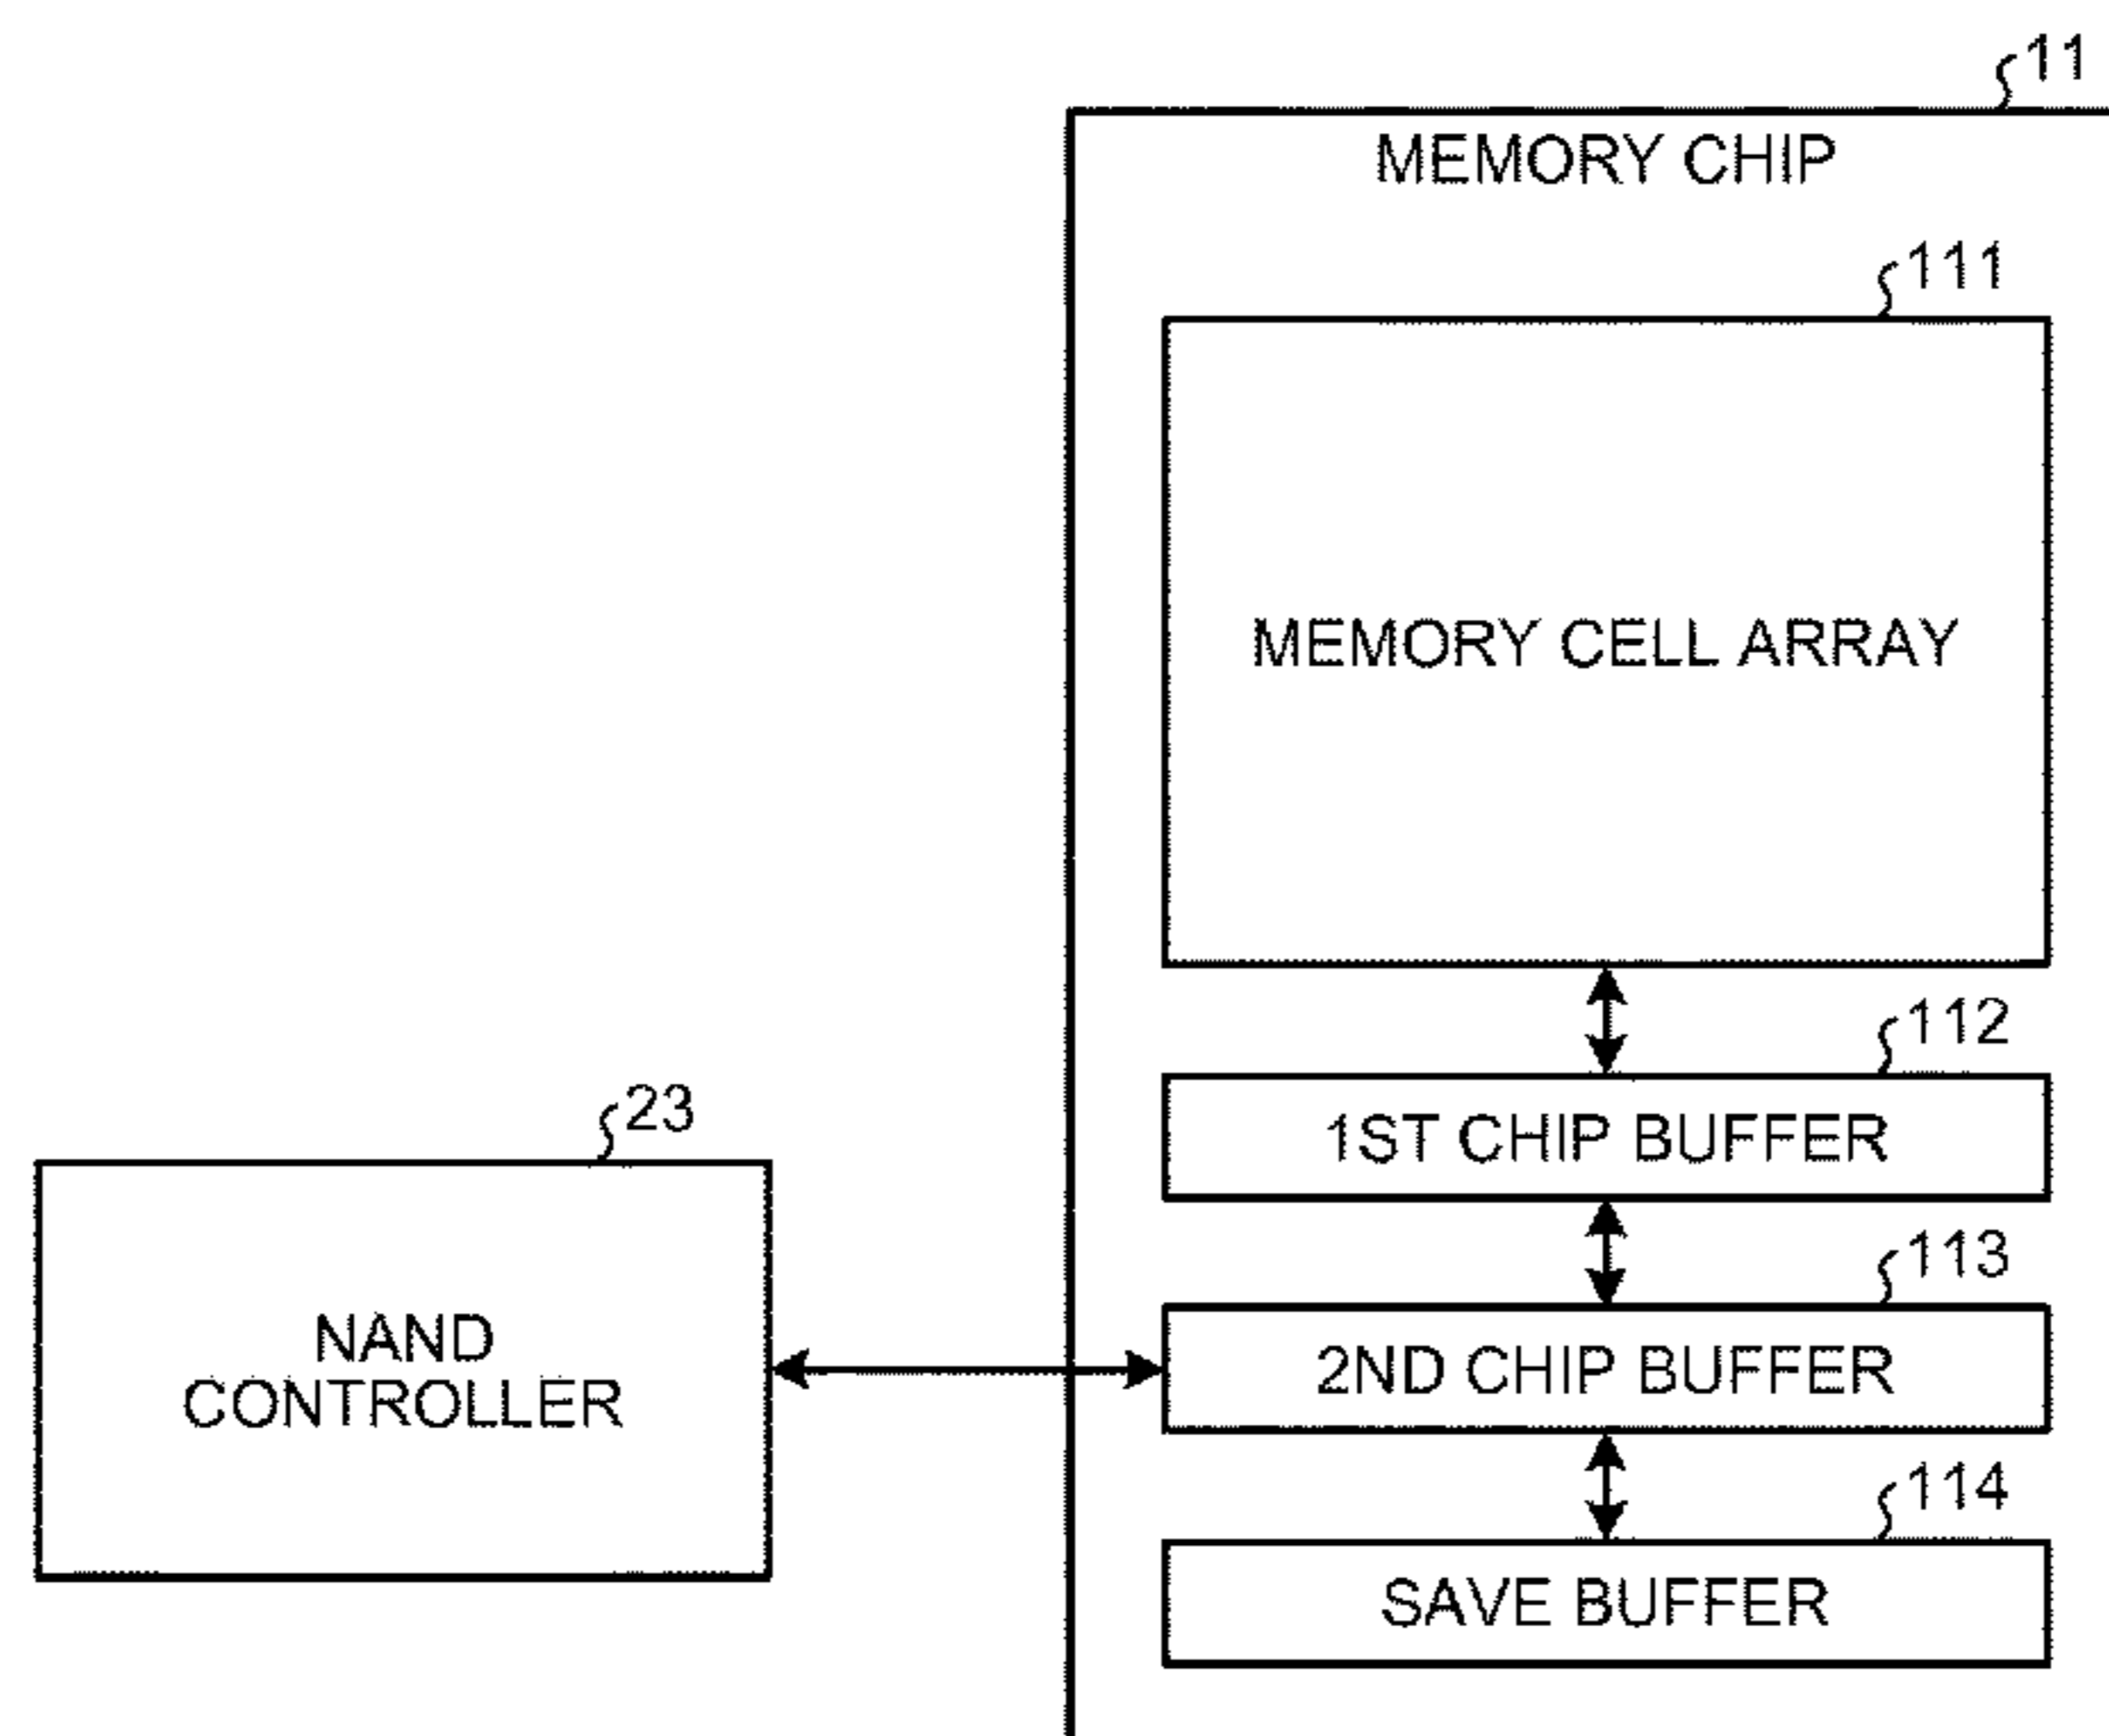 11
MEMORY CHIP
111
MEMORY CELL ARRAY
112
1ST CHIP BUFFER
23
NAND
CONTROLLER
113
2ND CHIP BUFFER
114
SAVE BUFFER